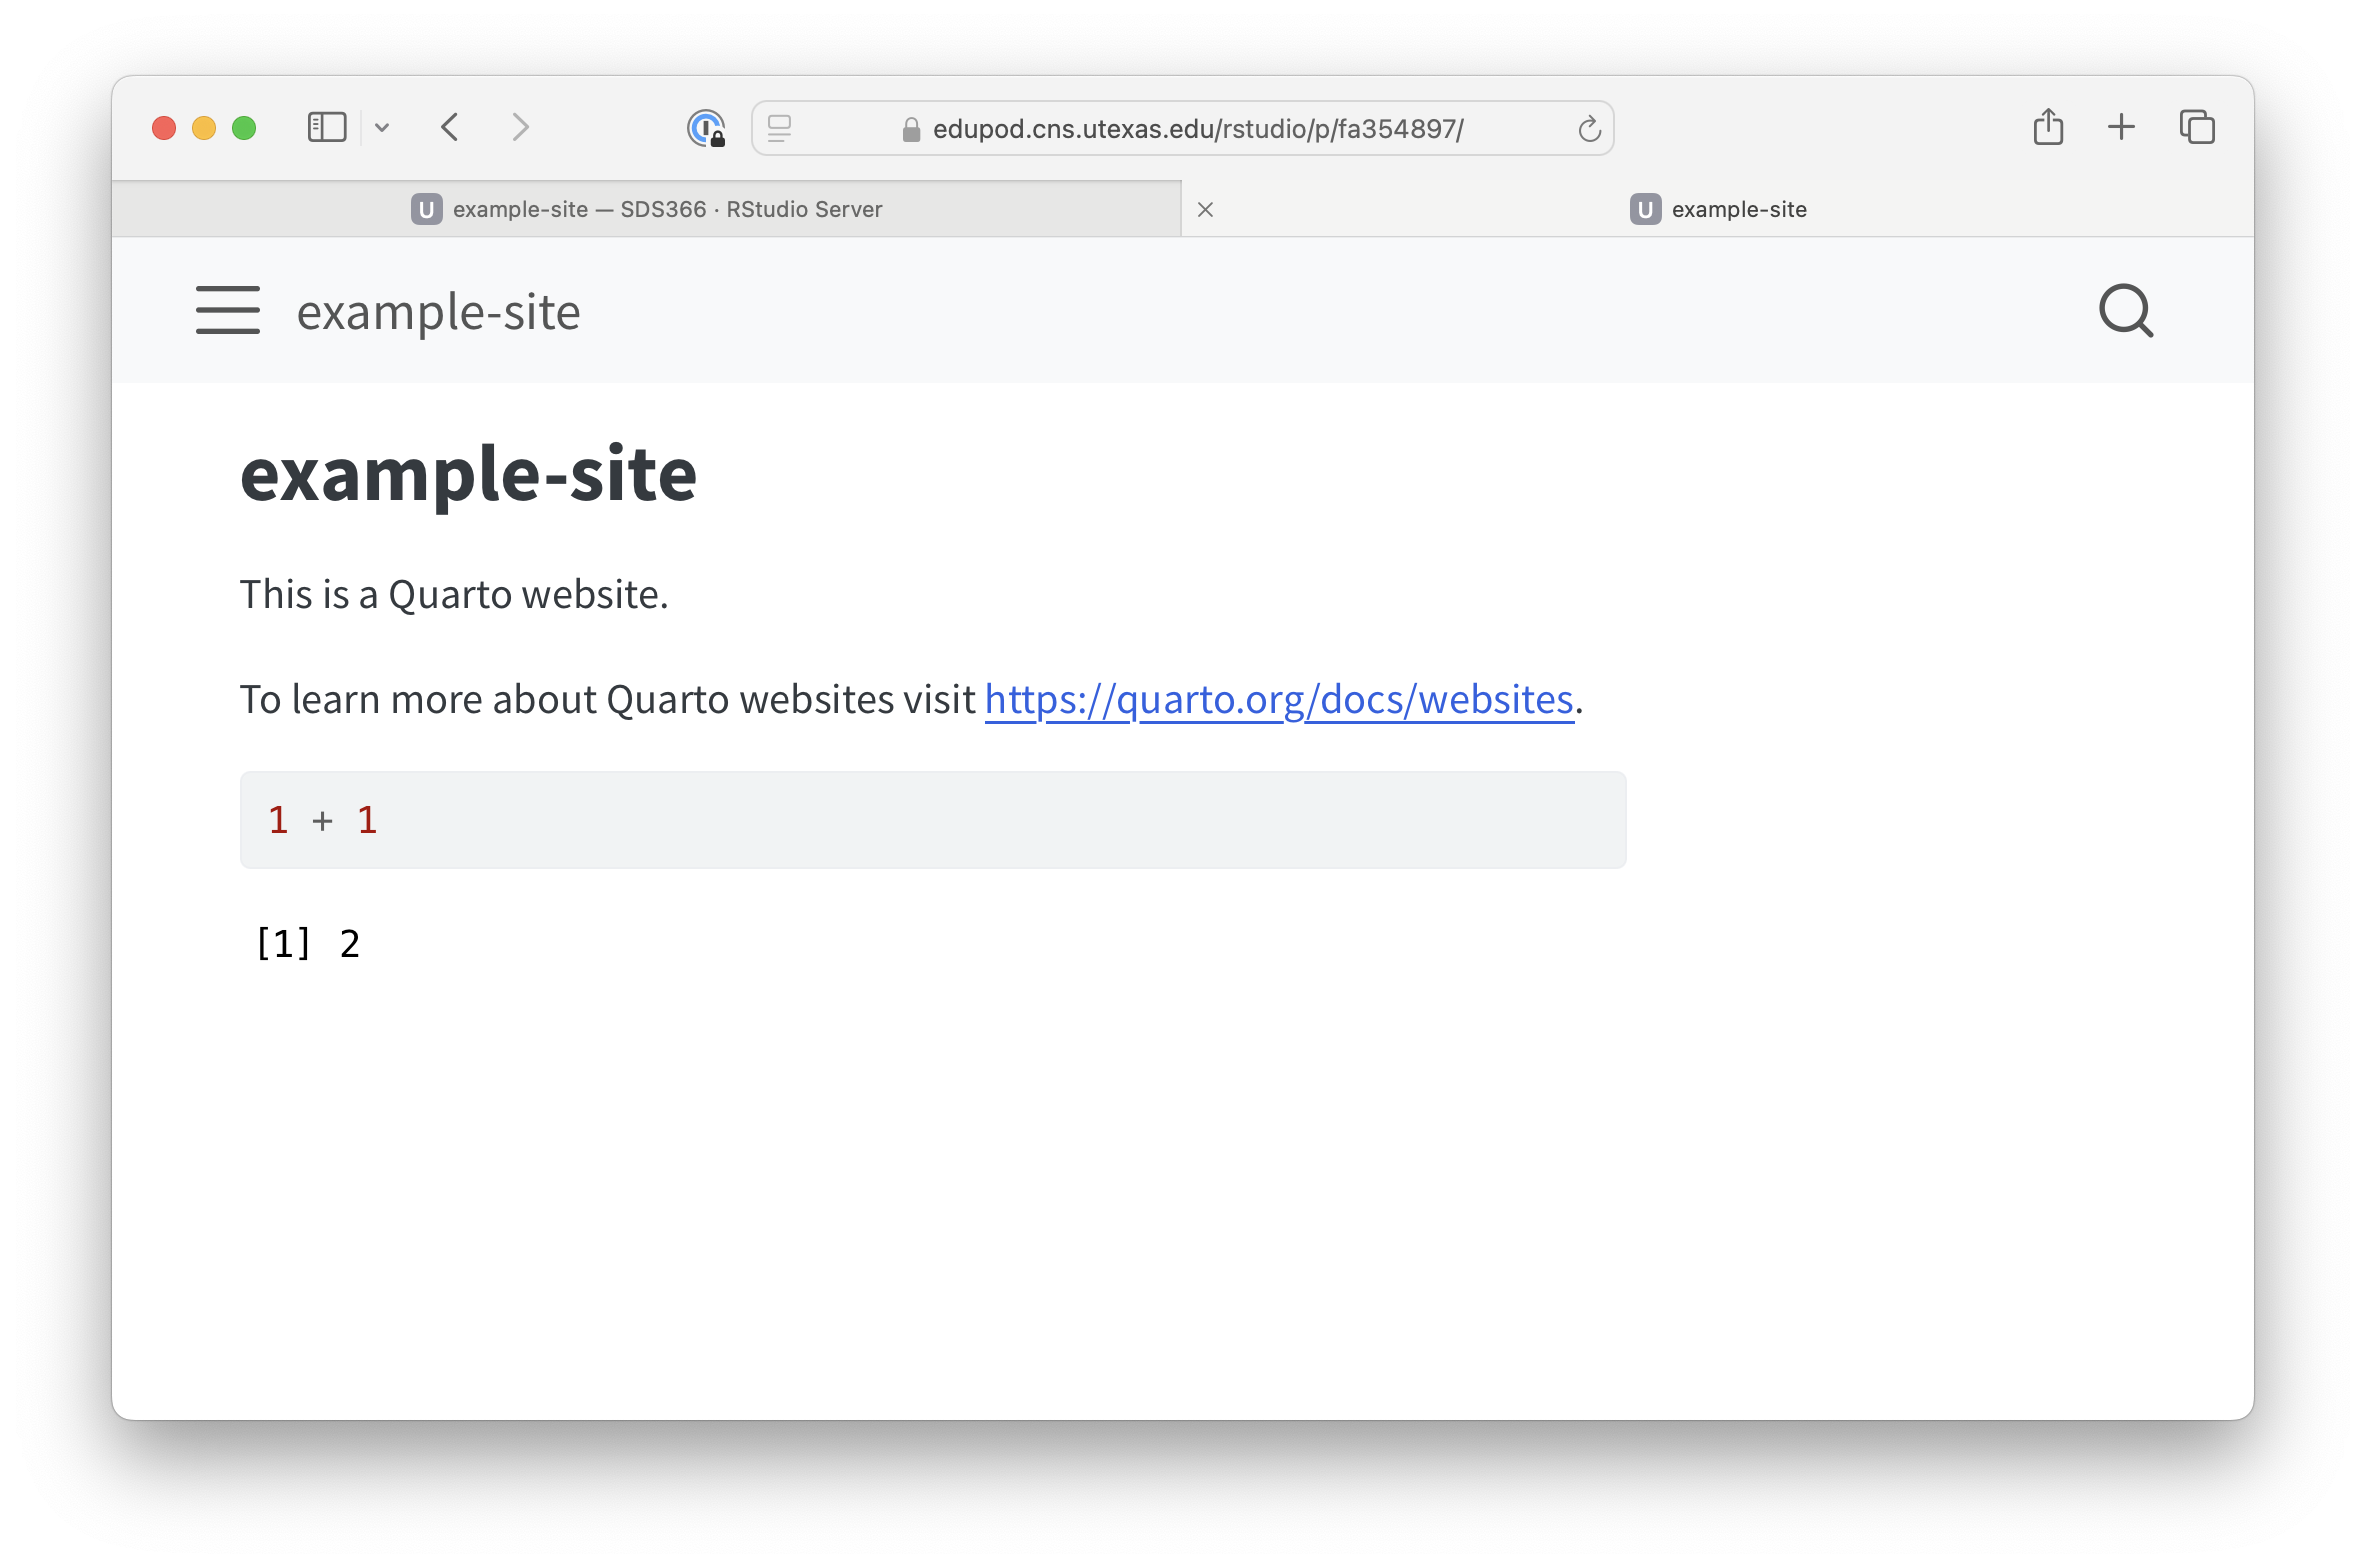 edupod.cns.utexas.edu/rstudio/p/fa354897/
U example-site — SDS366 · RStudio Server
U example-site
example-site
example-site
This is a Quarto website.
To learn more about Quarto websites visit https://quarto.org/docs/websites.
1 + 1
[1] 2